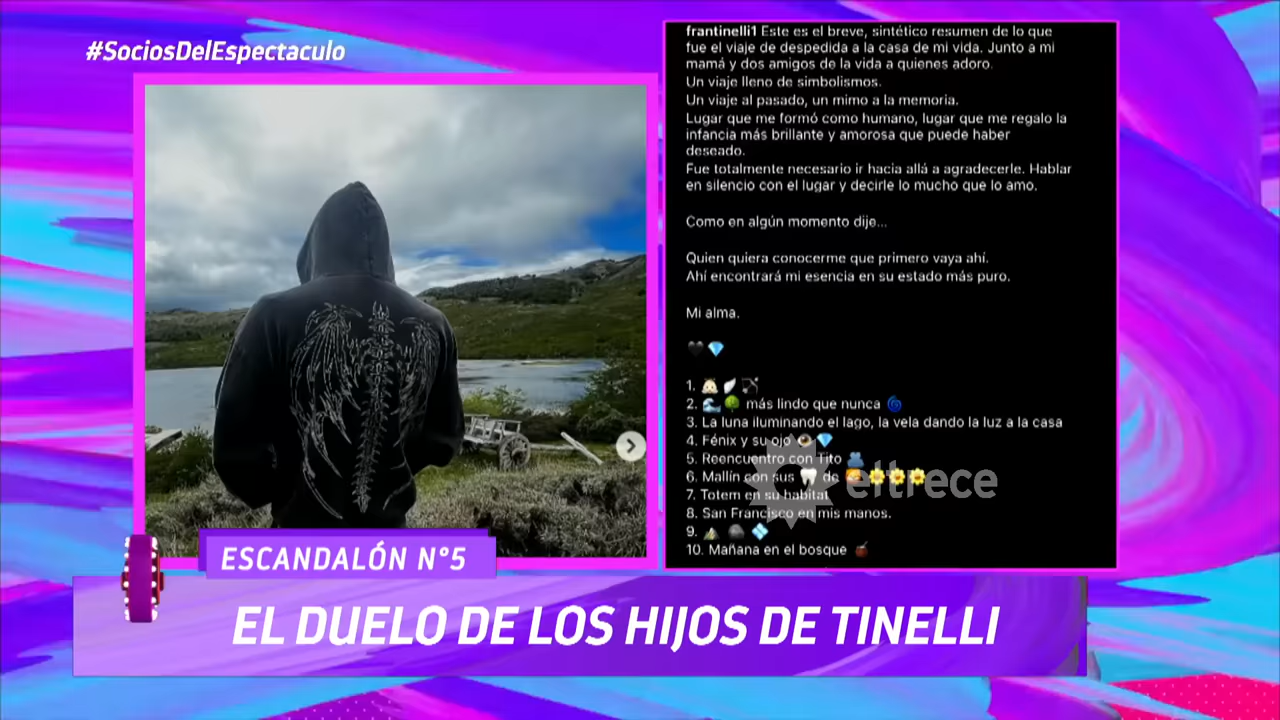 #SociosDelEspectaculo
frantinelli1 Este es el breve, sintético resumen de lo que
fue el viaje de despedida a la casa de mi vida. Junto a mi
mamá y dos amigos de la vida a quienes adoro.
Un viaje lleno de simbolismos.
Un viaje al pasado, un mimo a la memoria.
Lugar que me formó como humano, lugar que me regalo la
infancia más brillante y amorosa que puede haber
deseado.
Fue totalmente necesario ir hacia allá a agradecerle. Hablar
en silencio con el lugar y decirle lo mucho que lo amo.
Como en algún momento dije...
Quien quiera conocerme que primero vaya ahí.
Ahí encontrará mi esencia en su estado más puro.
Mi alma.
🖤💎
1. 👼🏻 🪽 🏹
2. 🌊 🌳 más lindo que nunca 🌀
3. La luna iluminando el lago, la vela dando la luz a la casa
4. Fénix y su ojo 👁️ 💎
5. Reencuentro con Tito
6. Mallín con sus 🦷 de 🌻🌻🌻
7. Totem en su habitat
8. San Francisco en mis manos.
9. ⛰️ 🪨 💠
10. Mañana en el bosque
eltrece
ESCANDALÓN N°5
EL DUELO DE LOS HIJOS DE TINELLI